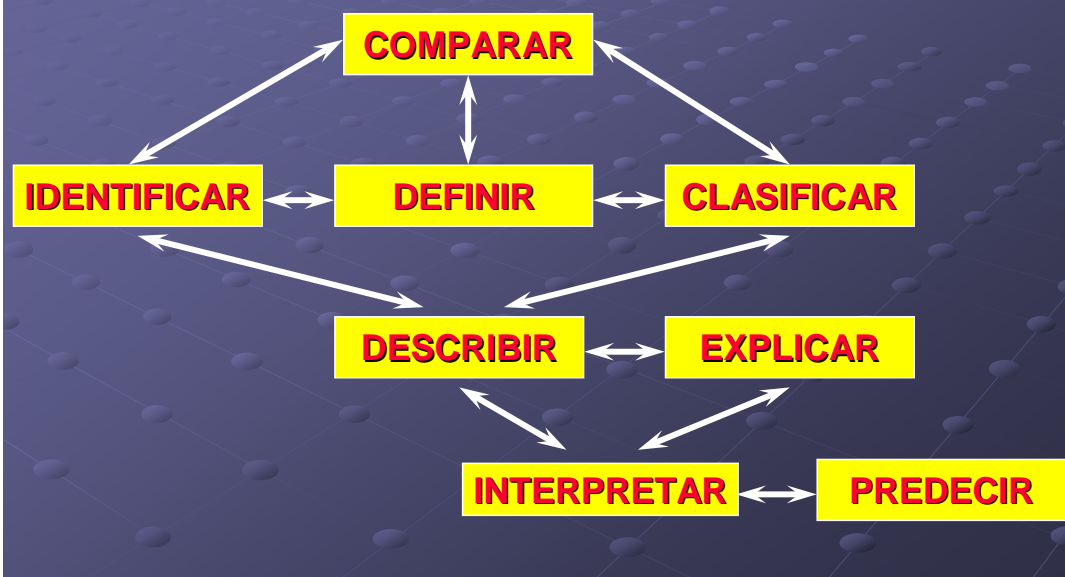 COMPARAR
IDENTIFICAR
DEFINIR
CLASIFICAR
DESCRIBIR
EXPLICAR
INTERPRETAR
PREDECIR